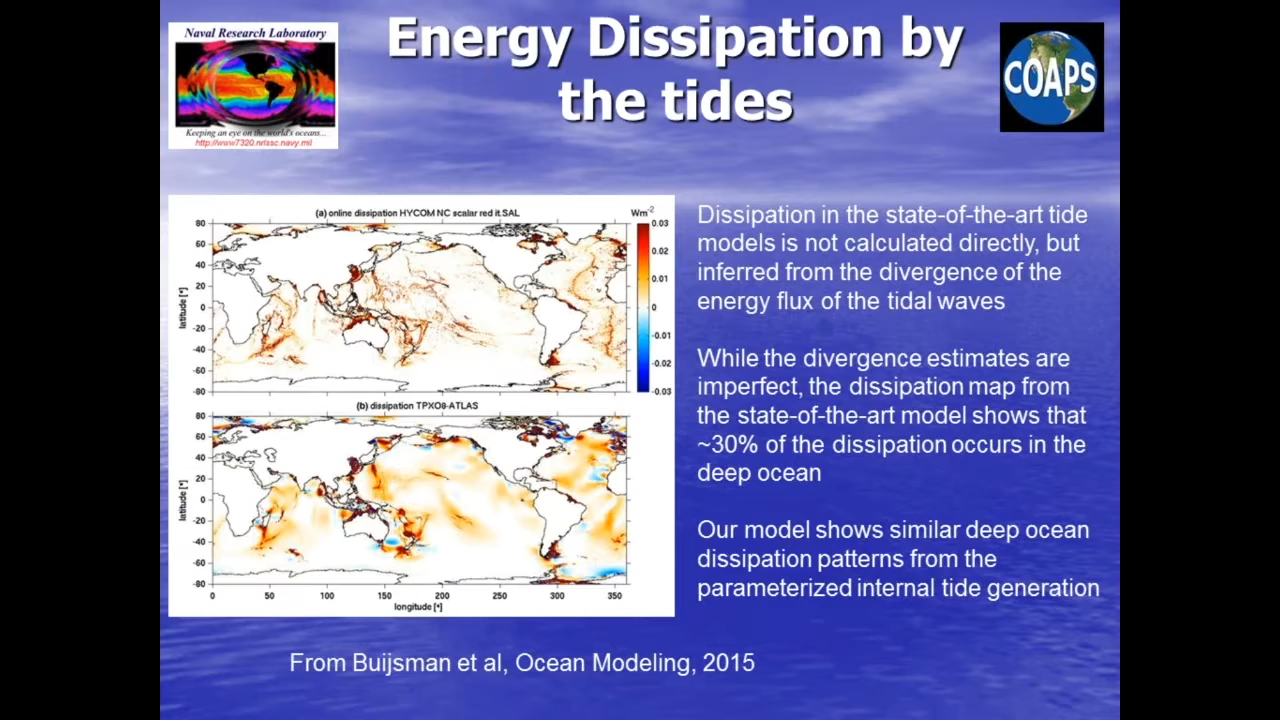 Naval Research Laboratory
Keeping an eye on the world's oceans...
http://www7320.nrlssc.navy.mil
Energy Dissipation by
the tides
COAPS
(a) online dissipation HYCOM NC scalar red it.SAL
Wm-2
80
60
40
20
0
-20
-40
-60
-80
latitude [°]
0.03
0.02
0.01
0
-0.01
-0.02
-0.03
(b) dissipation TPXO8-ATLAS
80
60
40
20
0
-20
-40
-60
-80
latitude [°]
0 50 100 150 200 250 300 350
longitude [°]
Dissipation in the state-of-the-art tide
models is not calculated directly, but
inferred from the divergence of the
energy flux of the tidal waves
While the divergence estimates are
imperfect, the dissipation map from
the state-of-the-art model shows that
~30% of the dissipation occurs in the
deep ocean
Our model shows similar deep ocean
dissipation patterns from the
parameterized internal tide generation
From Buijsman et al, Ocean Modeling, 2015